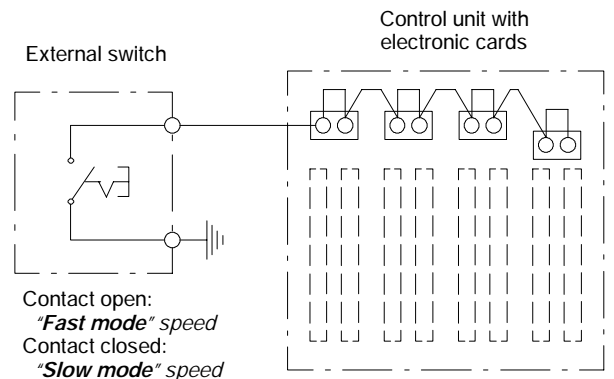 External switch
Control unit with
electronic cards
Contact open:
"Fast mode" speed
Contact closed:
"Slow mode" speed